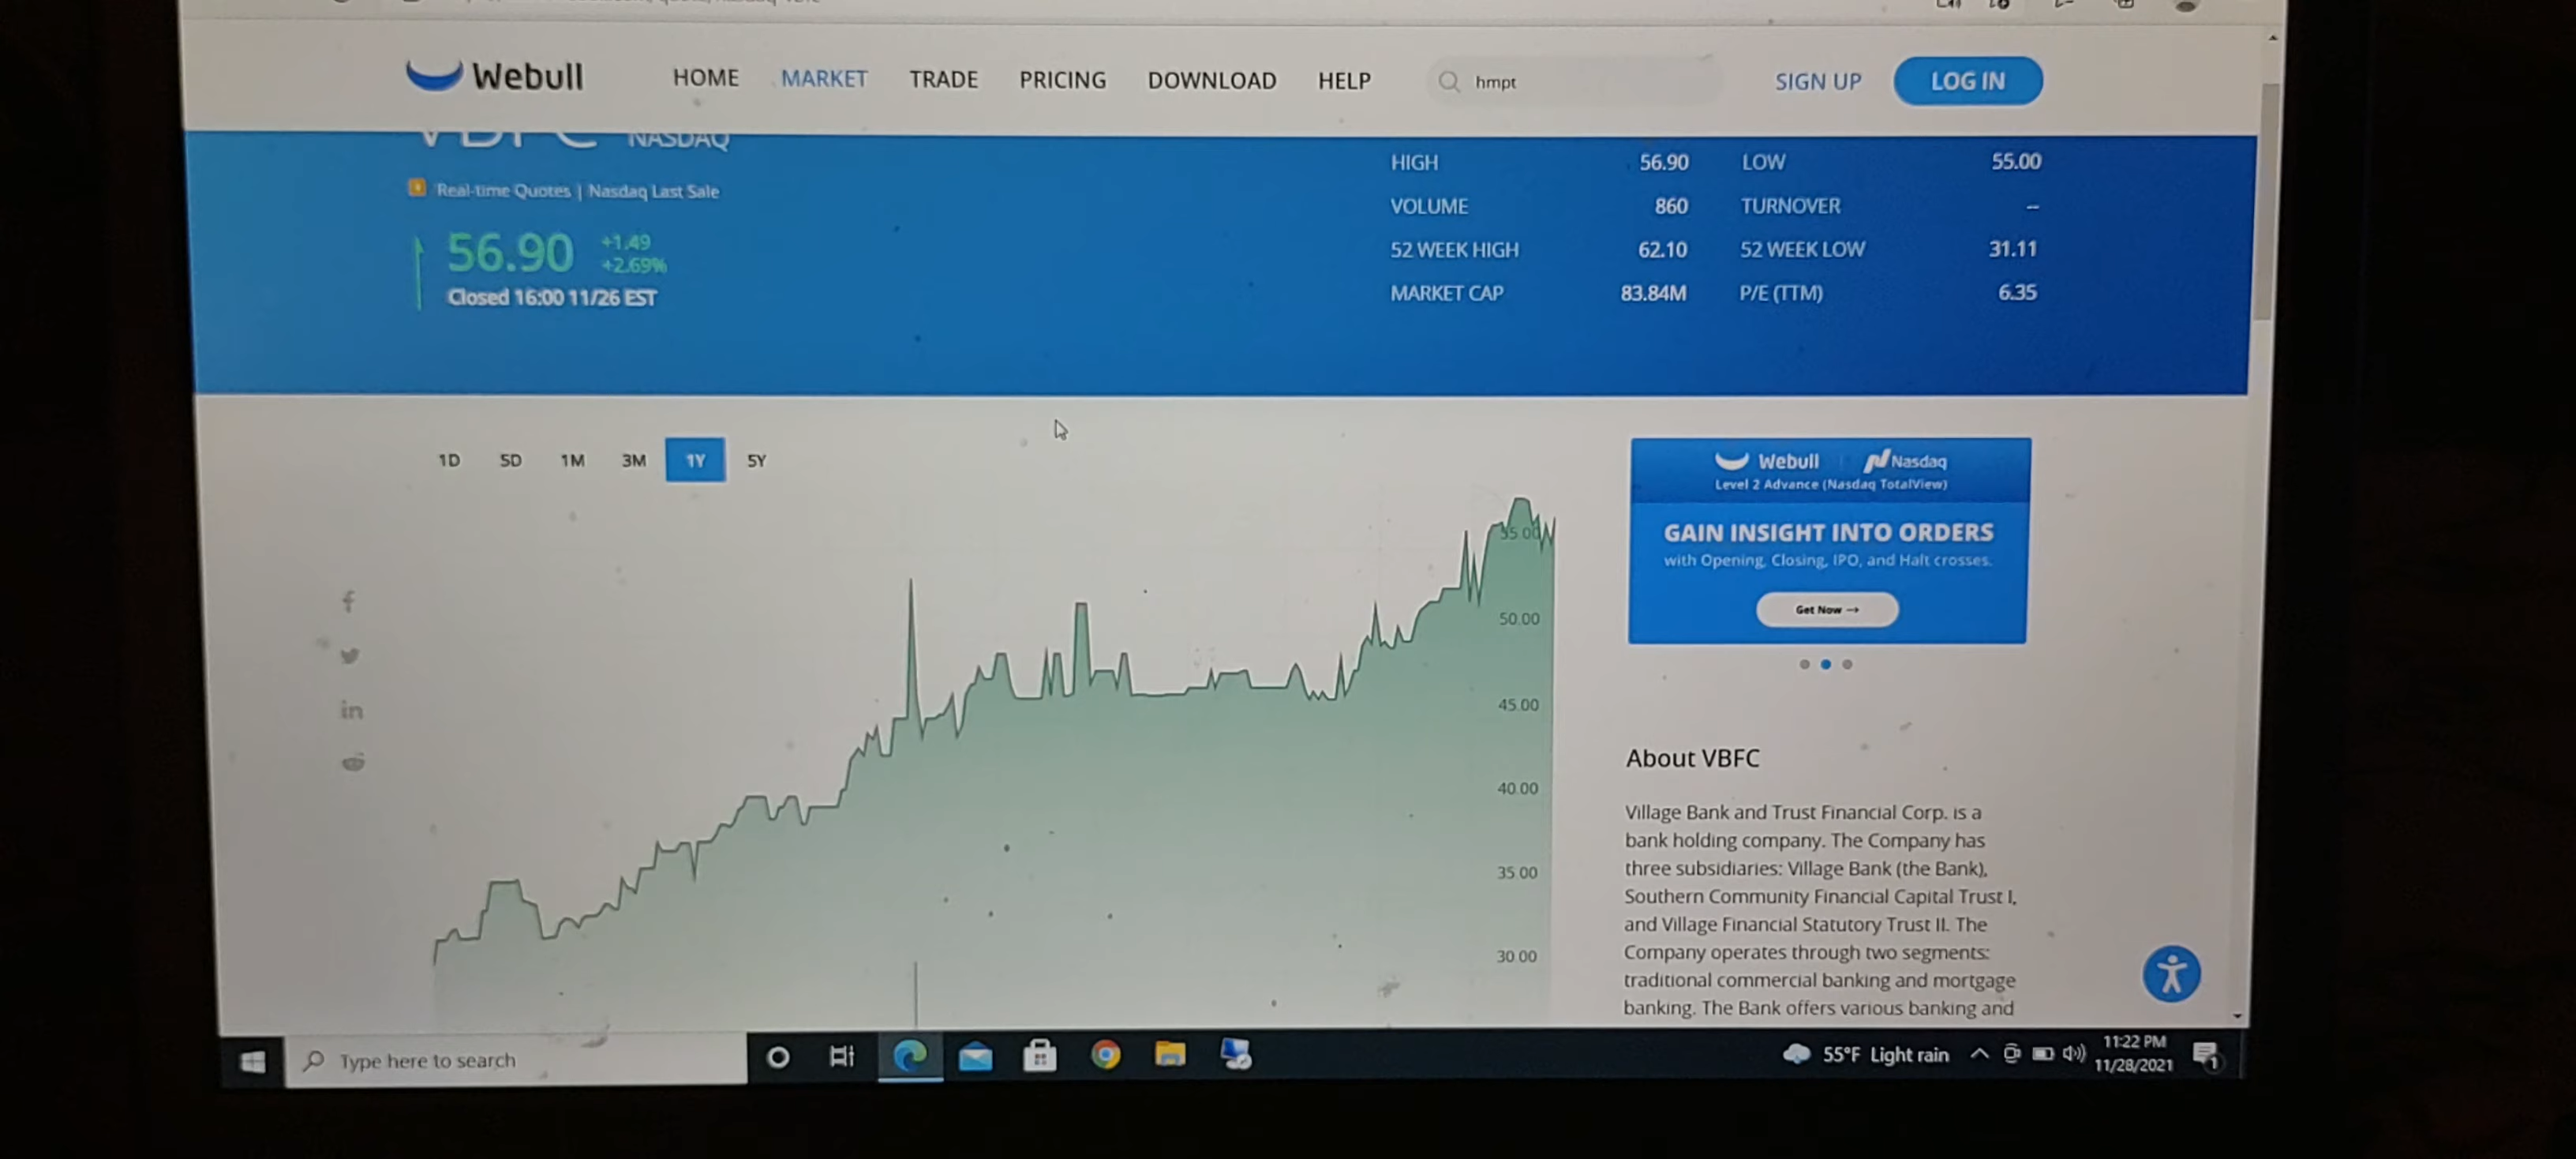 Webull HOME MARKET TRADE PRICING DOWNLOAD HELP hmpt SIGN UP LOG IN
VBFC NASDAQ
HIGH 56.90 LOW 55.00
Real-time Quotes | Nasdaq Last Sale
VOLUME 860 TURNOVER --
56.90 +1.49
+2.69%
52 WEEK HIGH 62.10 52 WEEK LOW 31.11
Closed 16:00 11/26 EST
MARKET CAP 83.84M P/E (TTM) 6.35
1D 5D 1M 3M 1Y 5Y
55.00
50.00
45.00
40.00
35.00
30.00
f
in
Webull Nasdaq
Level 2 Advance (Nasdaq TotalView)
GAIN INSIGHT INTO ORDERS
with Opening, Closing, IPO, and Halt crosses.
Get Now →
About VBFC
Village Bank and Trust Financial Corp. is a
bank holding company. The Company has
three subsidiaries: Village Bank (the Bank),
Southern Community Financial Capital Trust I,
and Village Financial Statutory Trust II. The
Company operates through two segments:
traditional commercial banking and mortgage
banking. The Bank offers various banking and
Type here to search
55°F Light rain
11:22 PM
11/28/2021
1